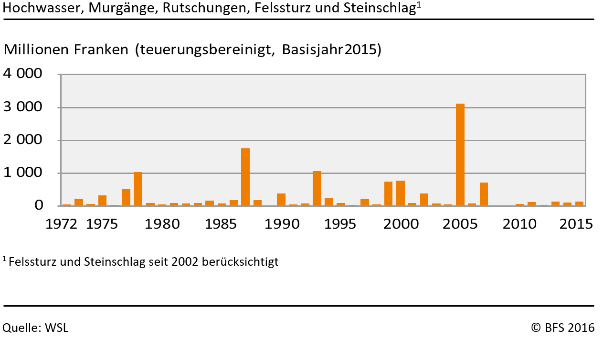 Hochwasser, Murgänge, Rutschungen, Felssturz und Steinschlag¹
Millionen Franken (teuerungsbereinigt, Basisjahr2015)
4 000
3 000
2 000
1 000
0
1972 1975 1980 1985 1990 1995 2000 2005 2010 2015
¹ Felssturz und Steinschlag seit 2002 berücksichtigt
Quelle: WSL © BFS 2016